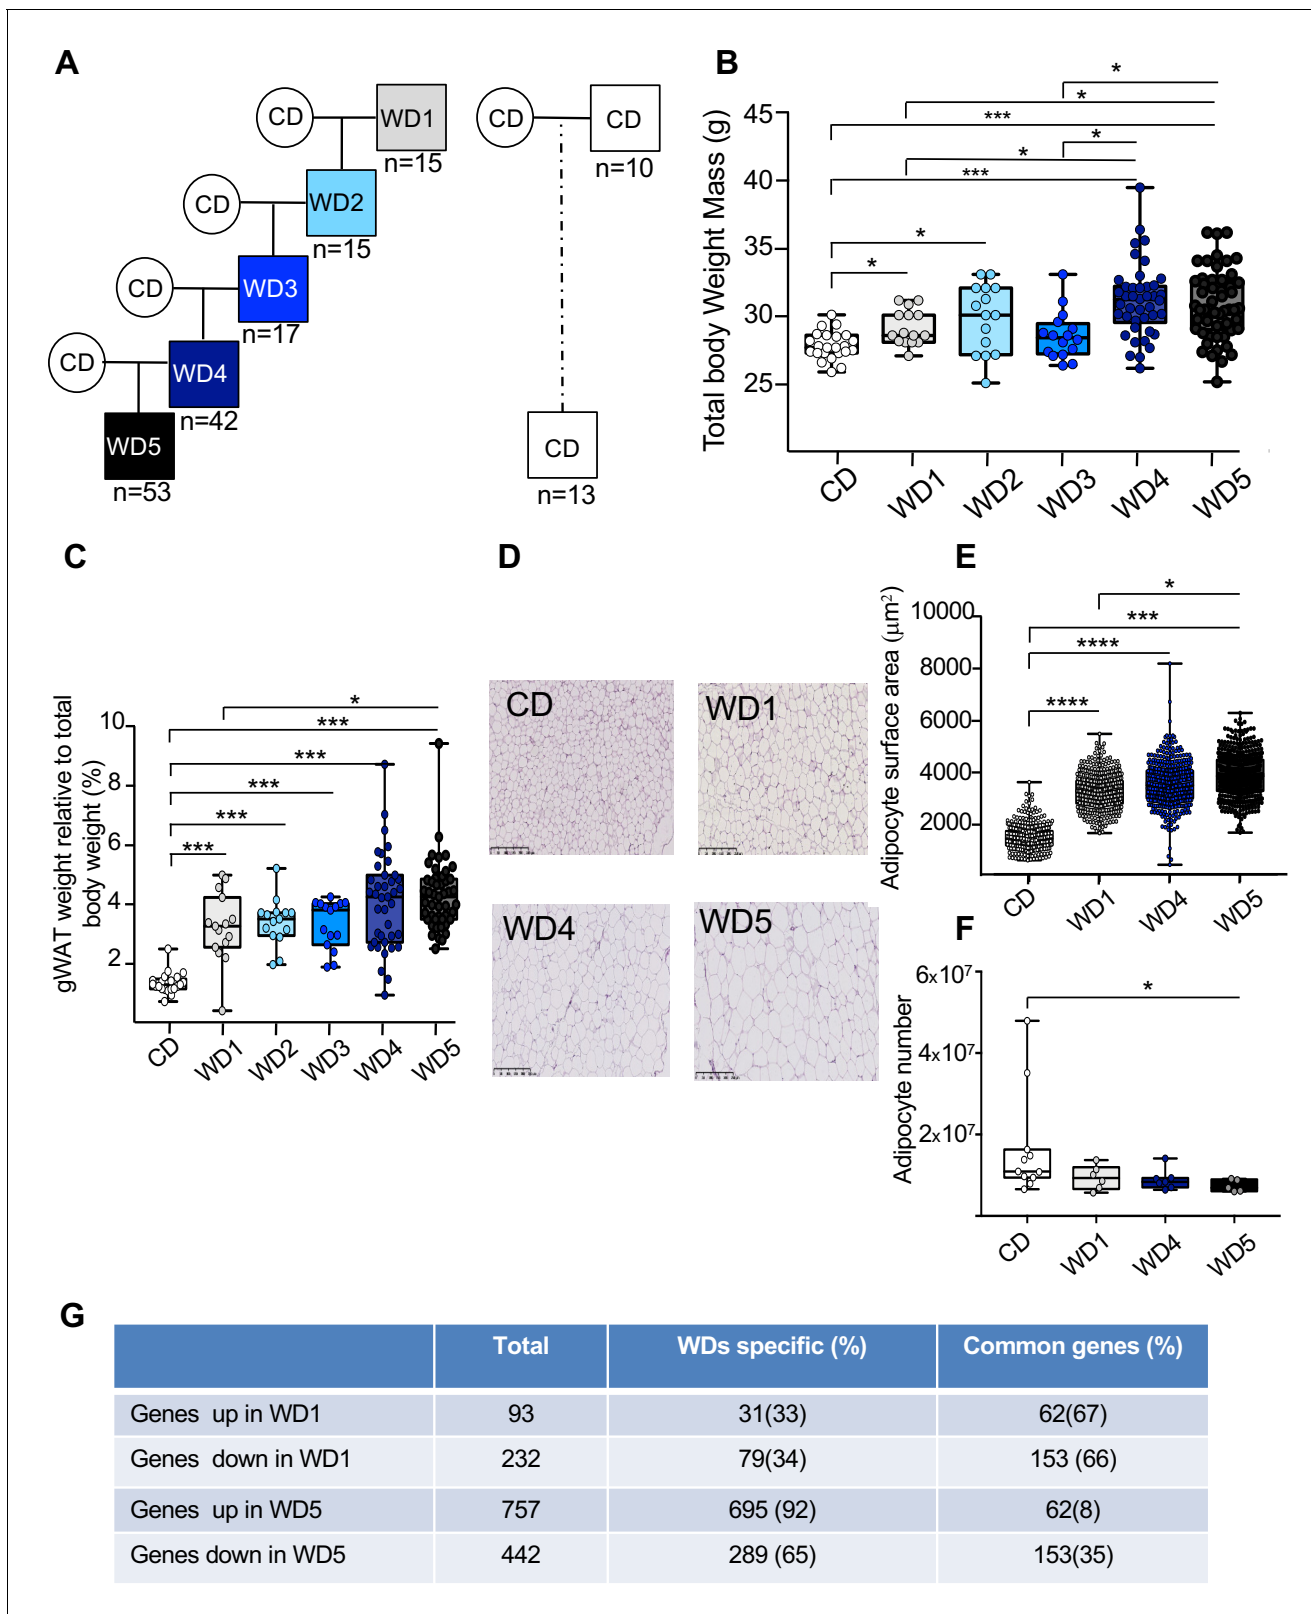 A
CD
WD1
n=15
CD
CD
n=10
CD
WD2
n=15
CD
WD3
n=17
CD
WD4
n=42
CD
WD5
n=53
CD
n=13
B
Total body Weight Mass (g)
45
40
35
30
25
*
*
***
*
*
***
*
*
CD
WD1
WD2
WD3
WD4
WD5
C
gWAT weight relative to total
body weight (%)
10
8
6
4
2
*
***
***
***
***
***
CD
WD1
WD2
WD3
WD4
WD5
D
CD
WD1
WD4
WD5
E
Adipocyte surface area (μm²)
10000
8000
6000
4000
2000
*
***
****
****
CD
WD1
WD4
WD5
F
Adipocyte number
6x10⁷
4x10⁷
2x10⁷
*
CD
WD1
WD4
WD5
G
Total WDs specific (%) Common genes (%)
Genes up in WD1 93 31(33) 62(67)
Genes down in WD1 232 79(34) 153 (66)
Genes up in WD5 757 695 (92) 62(8)
Genes down in WD5 442 289 (65) 153(35)